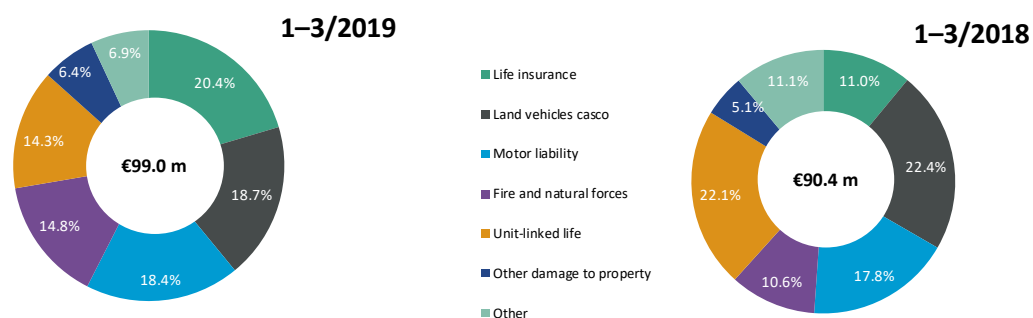 1–3/2019
6.9%
6.4%
20.4%
14.3%
€99.0 m
18.7%
14.8%
18.4%
Life insurance
Land vehicles casco
Motor liability
Fire and natural forces
Unit-linked life
Other damage to property
Other
1–3/2018
11.1%
11.0%
5.1%
22.4%
€90.4 m
22.1%
17.8%
10.6%